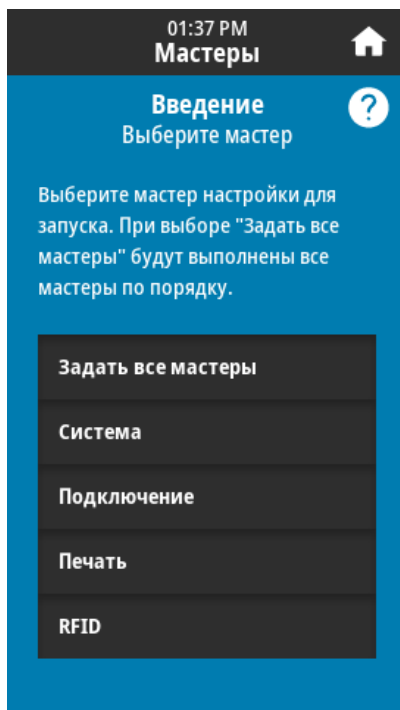 01:37 PM
Мастеры
Введение
?
Выберите мастер
Выберите мастер настройки для
запуска. При выборе "Задать все
мастеры" будут выполнены все
мастеры по порядку.
Задать все мастеры
Система
Подключение
Печать
RFID